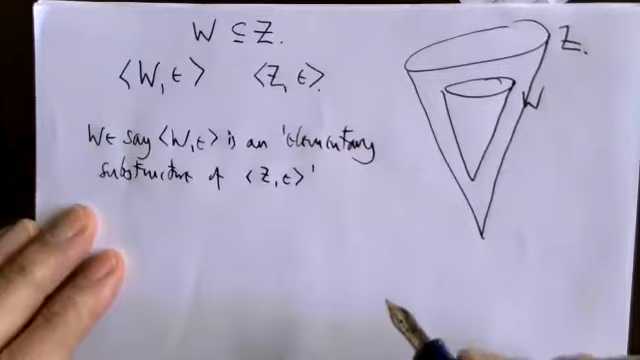 W ⊆ Z.
⟨W, ∈⟩ ⟨Z, ∈⟩.
We say ⟨W, ∈⟩ is an 'elementary
substructure of ⟨Z, ∈⟩'
Z.
W